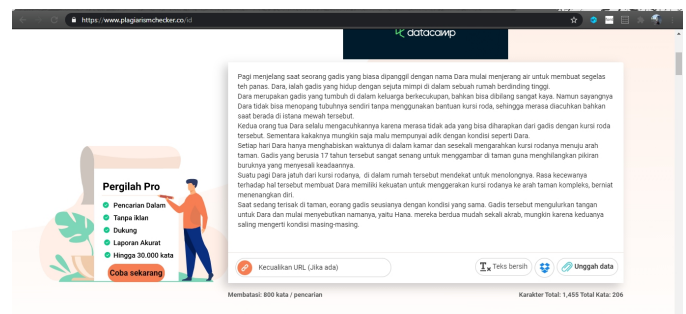 https://www.plagiarismchecker.co/id
datacamp
Pagi menjelang saat seorang gadis yang biasa dipanggil dengan nama Dara mulai menjerang air untuk membuat segelas
teh panas. Dara, ialah gadis yang hidup dengan sejuta mimpi di dalam sebuah rumah berdinding tinggi.
Dara merupakan gadis yang tumbuh di dalam keluarga berkecukupan, bahkan bisa dibilang sangat kaya. Namun sayangnya
Dara tidak bisa menopang tubuhnya sendiri tanpa menggunakan bantuan kursi roda, sehingga merasa diacuhkan bahkan
saat berada di istana mewah tersebut.
Kedua orang tua Dara selalu mengacuhkannya karena merasa tidak ada yang bisa diharapkan dari gadis dengan kursi roda
tersebut. Sementara kakaknya mungkin saja malu mempunyai adik dengan kondisi seperti Dara.
Setiap hari Dara hanya menghabiskan waktunya di dalam kamar dan sesekali mengarahkan kursi rodanya menuju arah
taman. Gadis yang berusia 17 tahun tersebut sangat senang untuk menggambar di taman guna menghilangkan pikiran
buruknya yang menyesali keadaannya.
Suatu pagi Dara jatuh dari kursi rodanya, di dalam rumah tersebut mendekat untuk menolongnya. Rasa kecewanya
terhadap hal tersebut membuat Dara memiliki kekuatan untuk menggerakan kursi rodanya ke arah taman kompleks, berniat
menenangkan diri.
Saat sedang terisak di taman, eorang gadis seusianya dengan kondisi yang sama. Gadis tersebut mengulurkan tangan
untuk Dara dan mulai menyebutkan namanya, yaitu Hana. mereka berdua mudah sekali akrab, mungkin karena keduanya
saling mengerti kondisi masing-masing.
Pergilah Pro
Pencarian Dalam
Tanpa iklan
Dukung
Laporan Akurat
Hingga 30.000 kata
Coba sekarang
Kecualikan URL (Jika ada)
Teks bersih
Unggah data
Membatasi: 800 kata / pencarian
Karakter Total: 1,455 Total Kata: 206